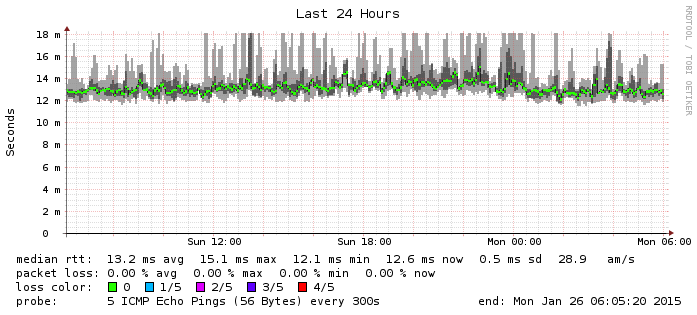 Last 24 Hours
RRDTOOL / TOBI OETIKER
Seconds
18 m
16 m
14 m
12 m
10 m
8 m
6 m
4 m
2 m
0
Sun 12:00 Sun 18:00 Mon 00:00 Mon 06:00
median rtt: 13.2 ms avg 15.1 ms max 12.1 ms min 12.6 ms now 0.5 ms sd 28.9 am/s
packet loss: 0.00 % avg 0.00 % max 0.00 % min 0.00 % now
loss color: 0 1/5 2/5 3/5 4/5
probe: 5 ICMP Echo Pings (56 Bytes) every 300s end: Mon Jan 26 06:05:20 2015